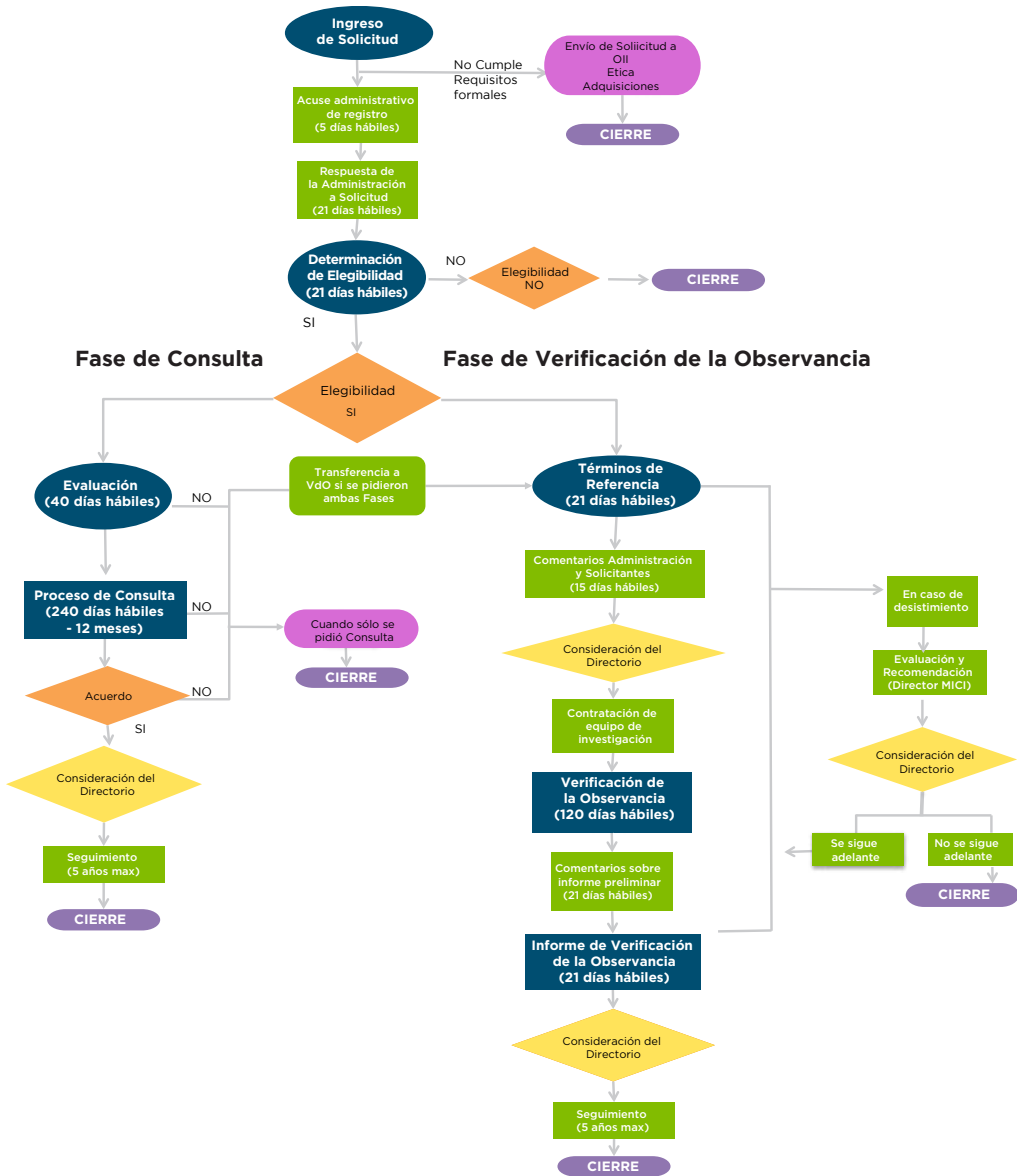 Ingreso
de Solicitud
No Cumple
Requisitos
formales
Envío de Soliicitud a
OII
Etica
Adquisiciones
CIERRE
Acuse administrativo
de registro
(5 días hábiles)
Respuesta de
la Administración
a Solicitud
(21 días hábiles)
Determinación
de Elegibilidad
(21 días hábiles)
NO
Elegibilidad
NO
CIERRE
SI
Fase de Consulta
Fase de Verificación de la Observancia
Elegibilidad
SI
Evaluación
(40 días hábiles)
NO
Transferencia a
VdO si se pidieron
ambas Fases
Términos de
Referencia
(21 días hábiles)
Comentarios Administración
y Solicitantes
(15 días hábiles)
Proceso de Consulta
(240 días hábiles
- 12 meses)
NO
Cuando sólo se
pidió Consulta
CIERRE
Acuerdo
NO
SI
Consideración del
Directorio
Seguimiento
(5 años max)
CIERRE
Consideración del
Directorio
Contratación de
equipo de
investigación
Verificación de
la Observancia
(120 días hábiles)
Comentarios sobre
informe preliminar
(21 días hábiles)
Informe de Verificación
de la Observancia
(21 días hábiles)
Consideración del
Directorio
Seguimiento
(5 años max)
CIERRE
En caso de
desistimiento
Evaluación y
Recomendación
(Director MICI)
Consideración del
Directorio
Se sigue
adelante
No se sigue
adelante
CIERRE